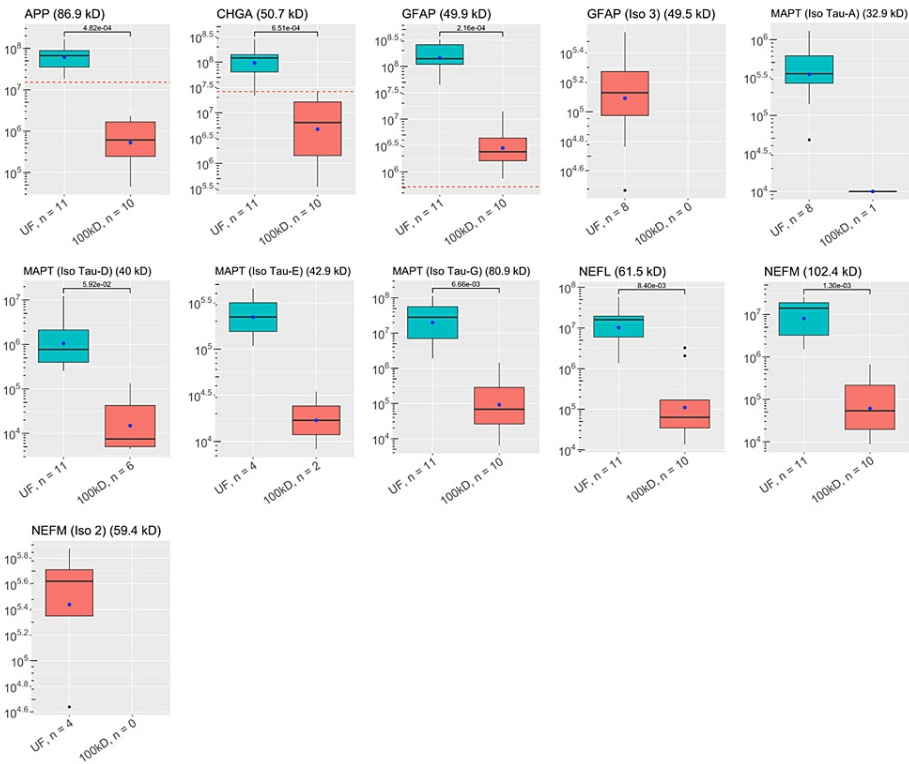 APP (86.9 kD)
4.82e-04
10^8
10^7
10^6
10^5
UF, n = 11
100kD, n = 10
CHGA (50.7 kD)
6.51e-04
10^8.5
10^8
10^7.5
10^7
10^6.5
10^6
10^5.5
UF, n = 11
100kD, n = 10
GFAP (49.9 kD)
2.16e-04
10^8.5
10^8
10^7.5
10^7
10^6.5
10^6
UF, n = 11
100kD, n = 10
GFAP (Iso 3) (49.5 kD)
10^5.4
10^5.2
10^5
10^4.8
10^4.6
UF, n = 8
100kD, n = 0
MAPT (Iso Tau-A) (32.9 kD)
10^6
10^5.5
10^5
10^4.5
10^4
UF, n = 8
100kD, n = 1
MAPT (Iso Tau-D) (40 kD)
5.92e-02
10^7
10^6
10^5
10^4
UF, n = 11
100kD, n = 6
MAPT (Iso Tau-E) (42.9 kD)
10^5.5
10^5
10^4.5
10^4
UF, n = 4
100kD, n = 2
MAPT (Iso Tau-G) (80.9 kD)
6.66e-03
10^8
10^7
10^6
10^5
10^4
UF, n = 11
100kD, n = 10
NEFL (61.5 kD)
8.40e-03
10^8
10^7
10^6
10^5
10^4
UF, n = 11
100kD, n = 10
NEFM (102.4 kD)
1.30e-03
10^7
10^6
10^5
10^4
UF, n = 11
100kD, n = 10
NEFM (Iso 2) (59.4 kD)
10^5.8
10^5.6
10^5.4
10^5.2
10^5
10^4.8
10^4.6
UF, n = 4
100kD, n = 0